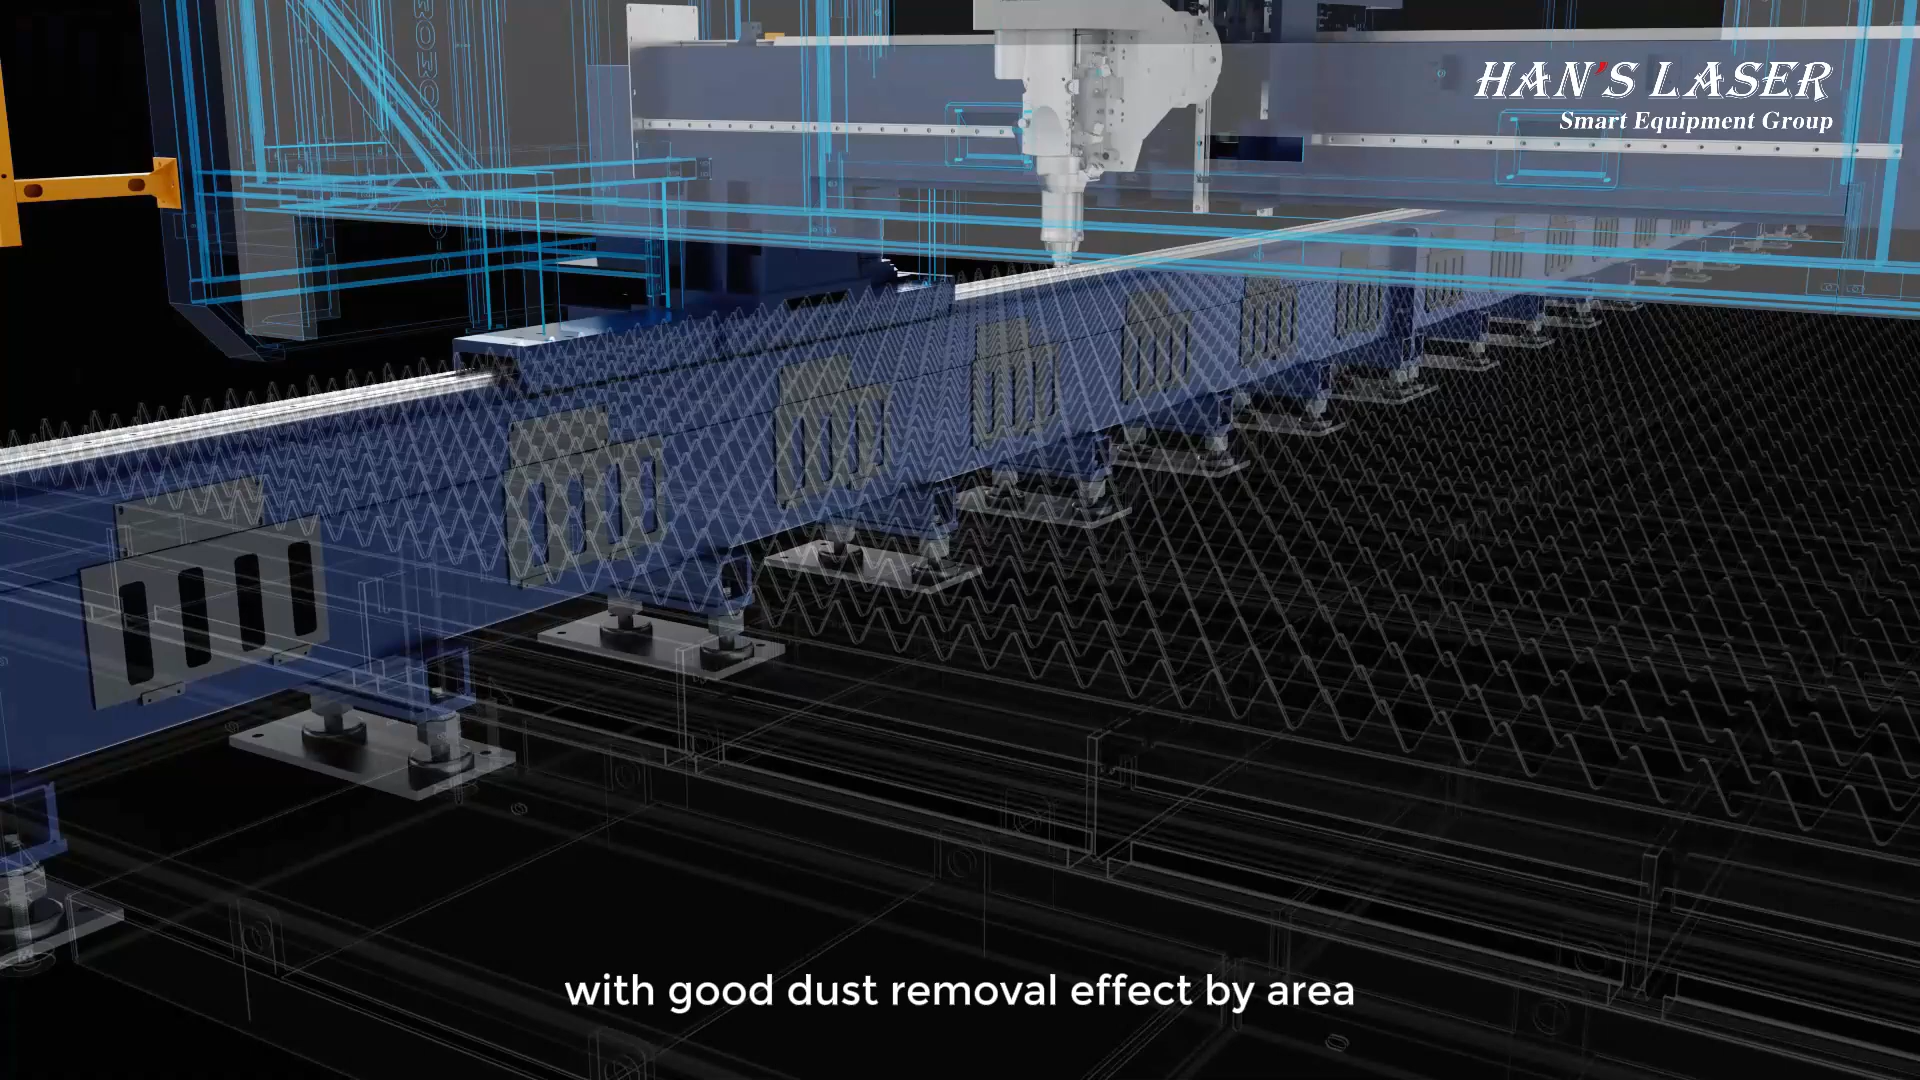 HAN'S LASER
Smart Equipment Group
with good dust removal effect by area